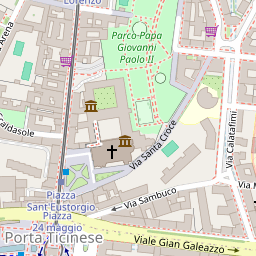 Lorenzo
Arena
Parco Papa
Giovanni
Paolo II
Via Calatafimi
Via Santa Croce
Piazza
Sant'Eustorgio
Via Sambuco
Piazza
24 maggio
Porta Ticinese
Viale Gian Galeazzo